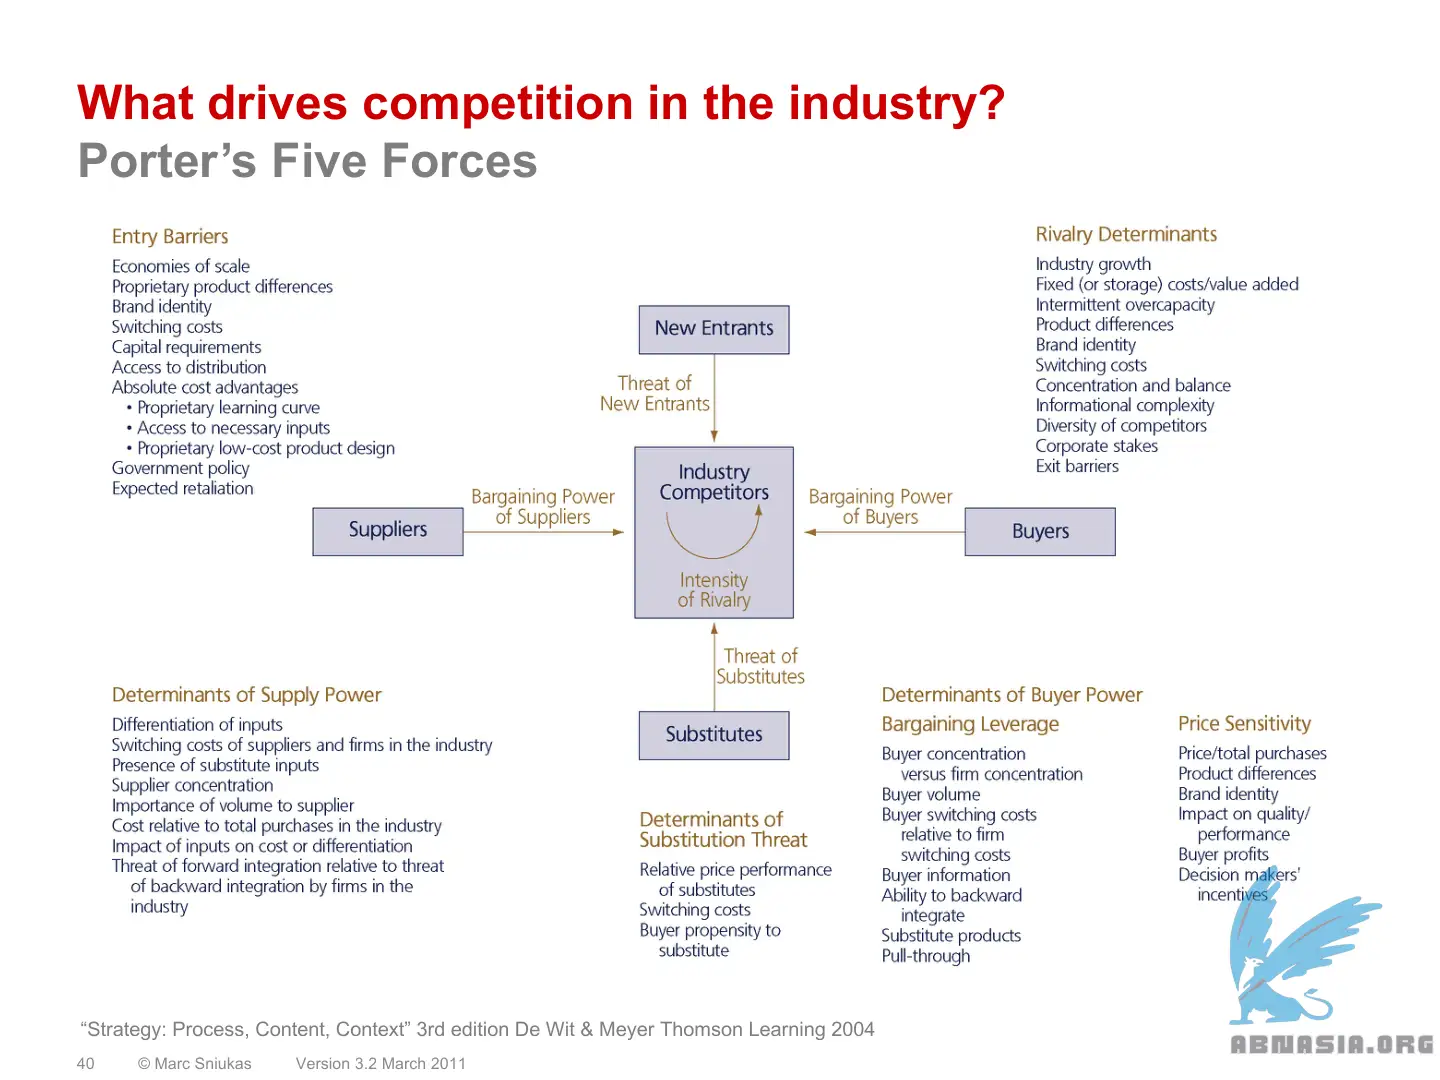 What drives competition in the industry?
Porter's Five Forces
Entry Barriers
Economies of scale
Proprietary product differences
Brand identity
Switching costs
Capital requirements
Access to distribution
Absolute cost advantages
• Proprietary learning curve
• Access to necessary inputs
• Proprietary low-cost product design
Government policy
Expected retaliation
Rivalry Determinants
Industry growth
Fixed (or storage) costs/value added
Intermittent overcapacity
Product differences
Brand identity
Switching costs
Concentration and balance
Informational complexity
Diversity of competitors
Corporate stakes
Exit barriers
New Entrants
Threat of
New Entrants
Suppliers
Bargaining Power
of Suppliers
Industry
Competitors
Intensity
of Rivalry
Bargaining Power
of Buyers
Buyers
Threat of
Substitutes
Substitutes
Determinants of Supply Power
Differentiation of inputs
Switching costs of suppliers and firms in the industry
Presence of substitute inputs
Supplier concentration
Importance of volume to supplier
Cost relative to total purchases in the industry
Impact of inputs on cost or differentiation
Threat of forward integration relative to threat
of backward integration by firms in the
industry
Determinants of
Substitution Threat
Relative price performance
of substitutes
Switching costs
Buyer propensity to
substitute
Determinants of Buyer Power
Bargaining Leverage
Buyer concentration
versus firm concentration
Buyer volume
Buyer switching costs
relative to firm
switching costs
Buyer information
Ability to backward
integrate
Substitute products
Pull-through
Price Sensitivity
Price/total purchases
Product differences
Brand identity
Impact on quality/
performance
Buyer profits
Decision makers'
incentives
"Strategy: Process, Content, Context" 3rd edition De Wit & Meyer Thomson Learning 2004
40 © Marc Sniukas Version 3.2 March 2011
ABNASIA.ORG